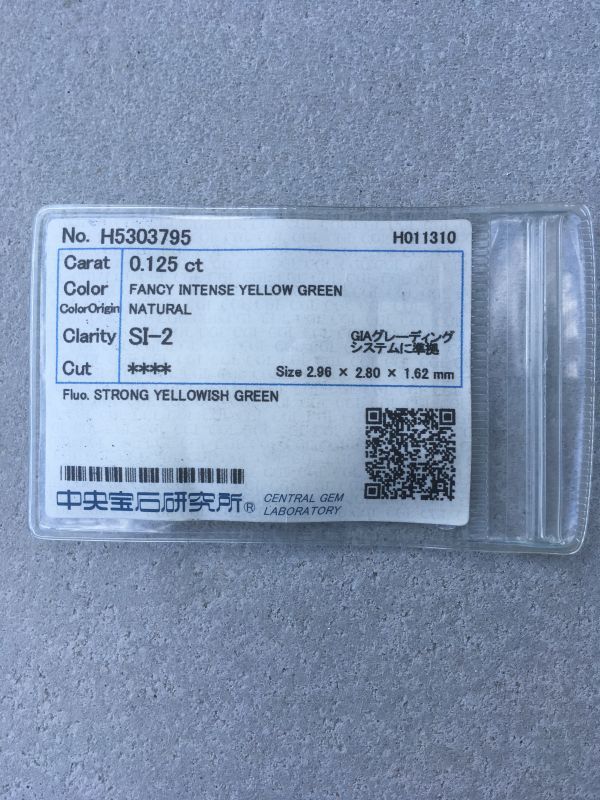 No. H5303795 H011310
Carat 0.125 ct
Color FANCY INTENSE YELLOW GREEN
ColorOrigin NATURAL
Clarity SI-2
GIAグレーディング
システムに準拠
Cut **** Size 2.96 × 2.80 × 1.62 mm
Fluo. STRONG YELLOWISH GREEN
中央宝石研究所® CENTRAL GEM
LABORATORY